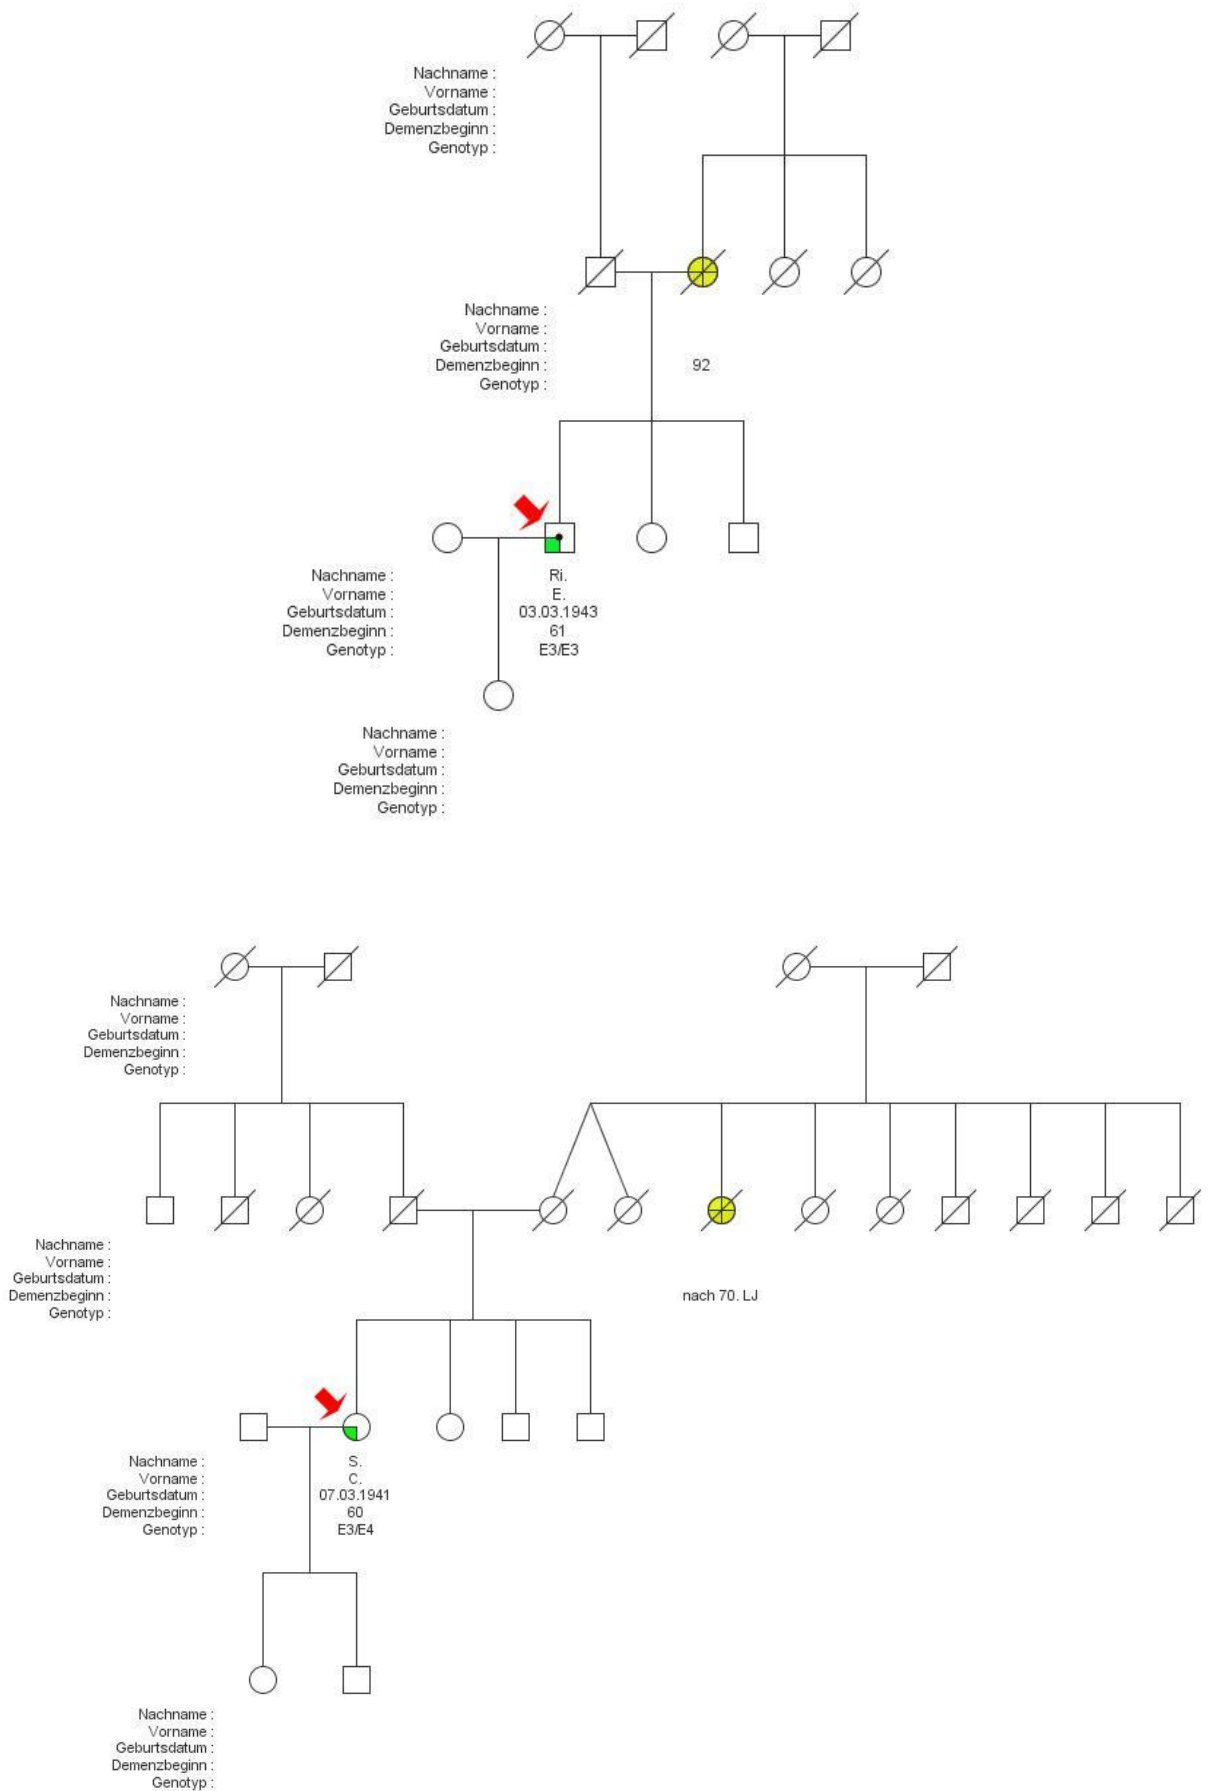 Nachname :
Vorname :
Geburtsdatum :
Demenzbeginn :
Genotyp :
Nachname :
Vorname :
Geburtsdatum :
Demenzbeginn : 92
Genotyp :
Nachname : Ri.
Vorname : E.
Geburtsdatum : 03.03.1943
Demenzbeginn : 61
Genotyp : E3/E3
Nachname :
Vorname :
Geburtsdatum :
Demenzbeginn :
Genotyp :
Nachname :
Vorname :
Geburtsdatum :
Demenzbeginn :
Genotyp :
Nachname :
Vorname :
Geburtsdatum :
Demenzbeginn : nach 70. LJ
Genotyp :
Nachname : S.
Vorname : C.
Geburtsdatum : 07.03.1941
Demenzbeginn : 60
Genotyp : E3/E4
Nachname :
Vorname :
Geburtsdatum :
Demenzbeginn :
Genotyp :